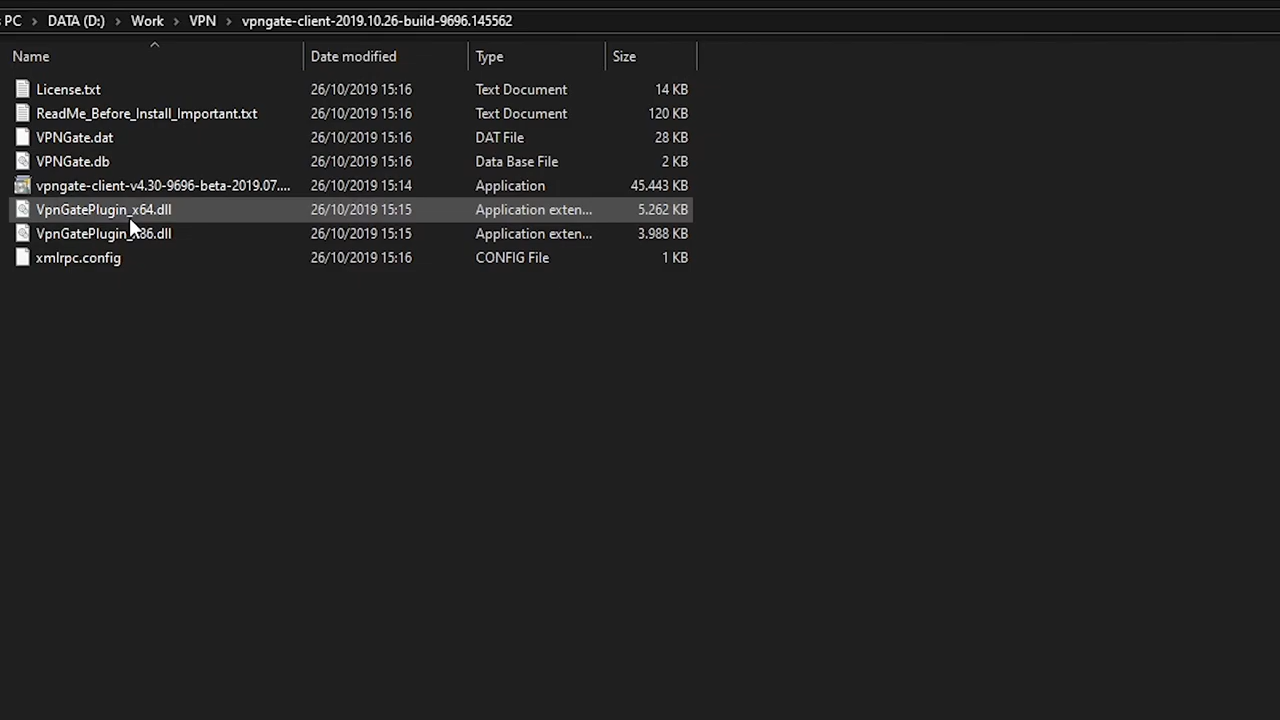 PC > DATA (D:) > Work > VPN > vpngate-client-2019.10.26-build-9696.145562
Name Date modified Type Size
License.txt 26/10/2019 15:16 Text Document 14 KB
ReadMe_Before_Install_Important.txt 26/10/2019 15:16 Text Document 120 KB
VPNGate.dat 26/10/2019 15:16 DAT File 28 KB
VPNGate.db 26/10/2019 15:16 Data Base File 2 KB
vpngate-client-v4.30-9696-beta-2019.07.... 26/10/2019 15:14 Application 45.443 KB
VpnGatePlugin_x64.dll 26/10/2019 15:15 Application exten... 5.262 KB
VpnGatePlugin_x86.dll 26/10/2019 15:15 Application exten... 3.988 KB
xmlrpc.config 26/10/2019 15:16 CONFIG File 1 KB